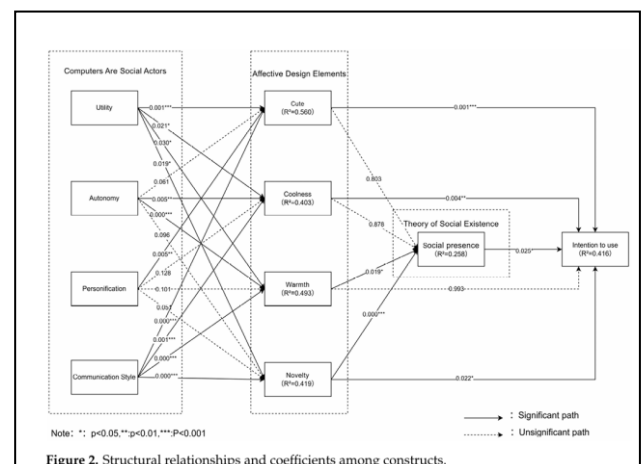 Computers Are Social Actors
Affective Design Elements
Utility
Autonomy
Personification
Communication Style
0.001***
0.021*
0.030*
0.019*
0.061
0.005**
0.000***
0.096
0.005**
0.128
0.101
0.051
0.000***
0.001***
0.000***
0.000***
Cute
(R²=0.560)
Coolness
(R²=0.403)
Warmth
(R²=0.493)
Novelty
(R²=0.419)
0.001***
0.803
0.004**
0.878
Theory of Social Existence
Social presence
(R²=0.258)
0.025*
0.019*
0.993
0.000***
0.022*
Intention to use
(R²=0.416)
: Significant path
: Unsignificant path
Note: *: p<0.05,**:p<0.01,***:P<0.001
Figure 2. Structural relationships and coefficients among constructs.